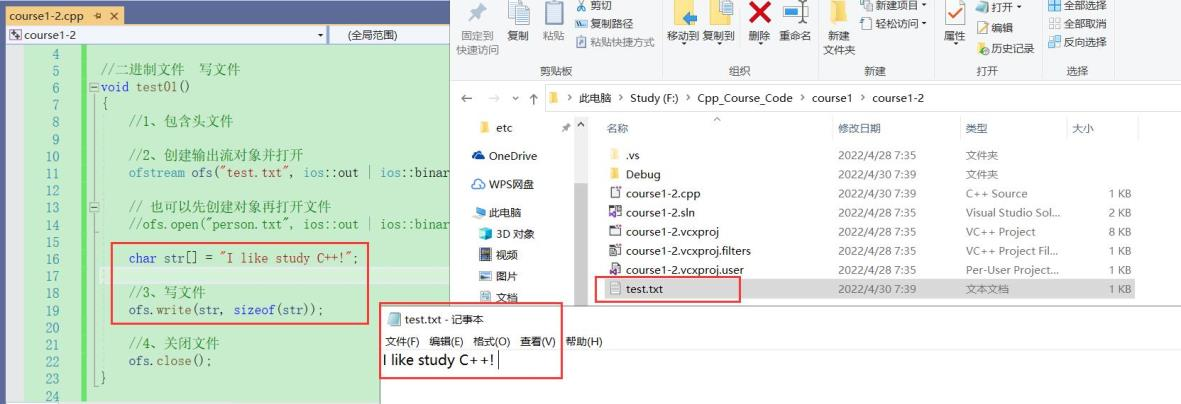 course1-2.cpp
course1-2
(全局范围)
4
5 //二进制文件  写文件
6 void test01()
7 {
8 //1、包含头文件
9
10 //2、创建输出流对象并打开
11 ofstream ofs("test.txt", ios::out | ios::binar
12
13 // 也可以先创建对象再打开文件
14 //ofs.open("person.txt", ios::out | ios::binar
15
16 char str[] = "I like study C++!";
17
18 //3、写文件
19 ofs.write(str, sizeof(str));
20
21 //4、关闭文件
22 ofs.close();
23 }
24
固定到快速访问
复制
粘贴
剪切
复制路径
粘贴快捷方式
剪贴板
移动到
复制到
删除
重命名
组织
新建文件夹
新建项目
轻松访问
新建
属性
打开
编辑
历史记录
打开
全部选择
全部取消
反向选择
选择
此电脑 > Study (F:) > Cpp_Course_Code > course1 > course1-2
etc
OneDrive
WPS网盘
此电脑
3D 对象
视频
图片
文档
名称 修改日期 类型 大小
.vs 2022/4/28 7:35 文件夹
Debug 2022/4/30 7:39 文件夹
course1-2.cpp 2022/4/30 7:39 C++ Source 1 KB
course1-2.sln 2022/4/28 7:35 Visual Studio Sol... 2 KB
course1-2.vcxproj 2022/4/28 7:35 VC++ Project 8 KB
course1-2.vcxproj.filters 2022/4/28 7:35 VC++ Project Fil... 1 KB
course1-2.vcxproj.user 2022/4/28 7:35 Per-User Project... 1 KB
test.txt 2022/4/30 7:39 文本文档 1 KB
test.txt - 记事本
文件(F) 编辑(E) 格式(O) 查看(V) 帮助(H)
I like study C++!